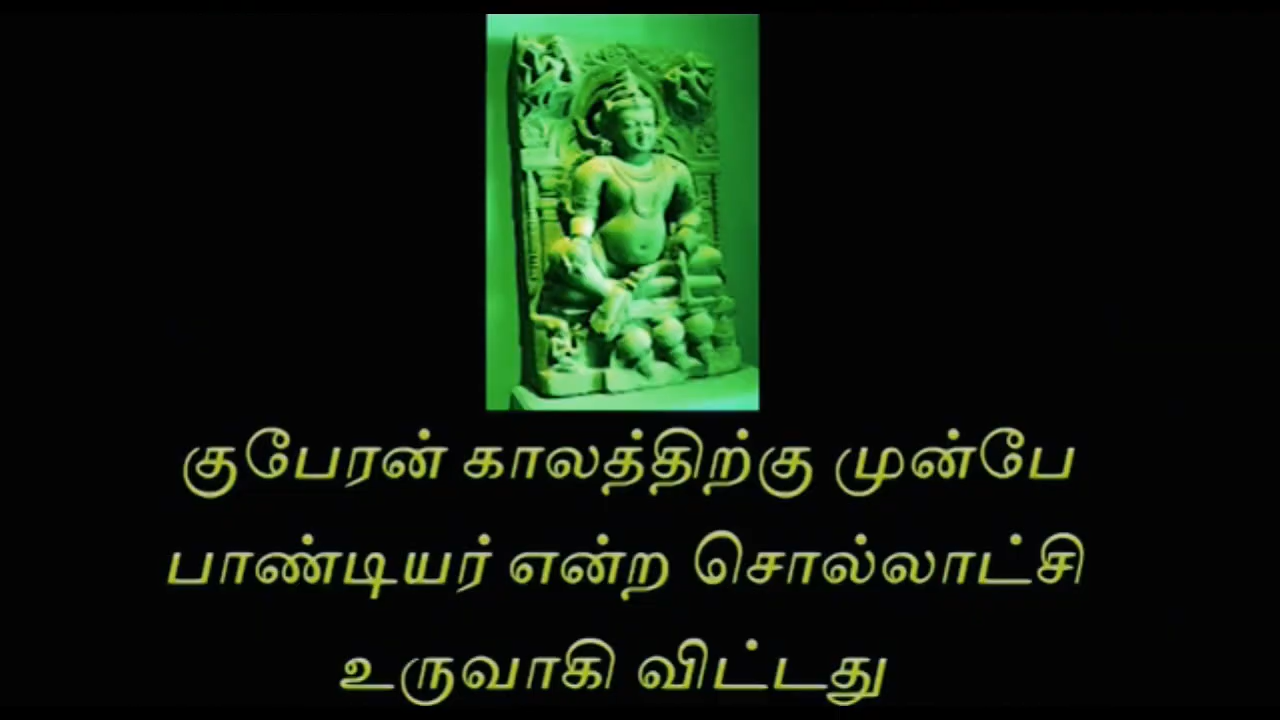 குபேரன் காலத்திற்கு முன்பே
பாண்டியர் என்ற சொல்லாட்சி
உருவாகி விட்டது